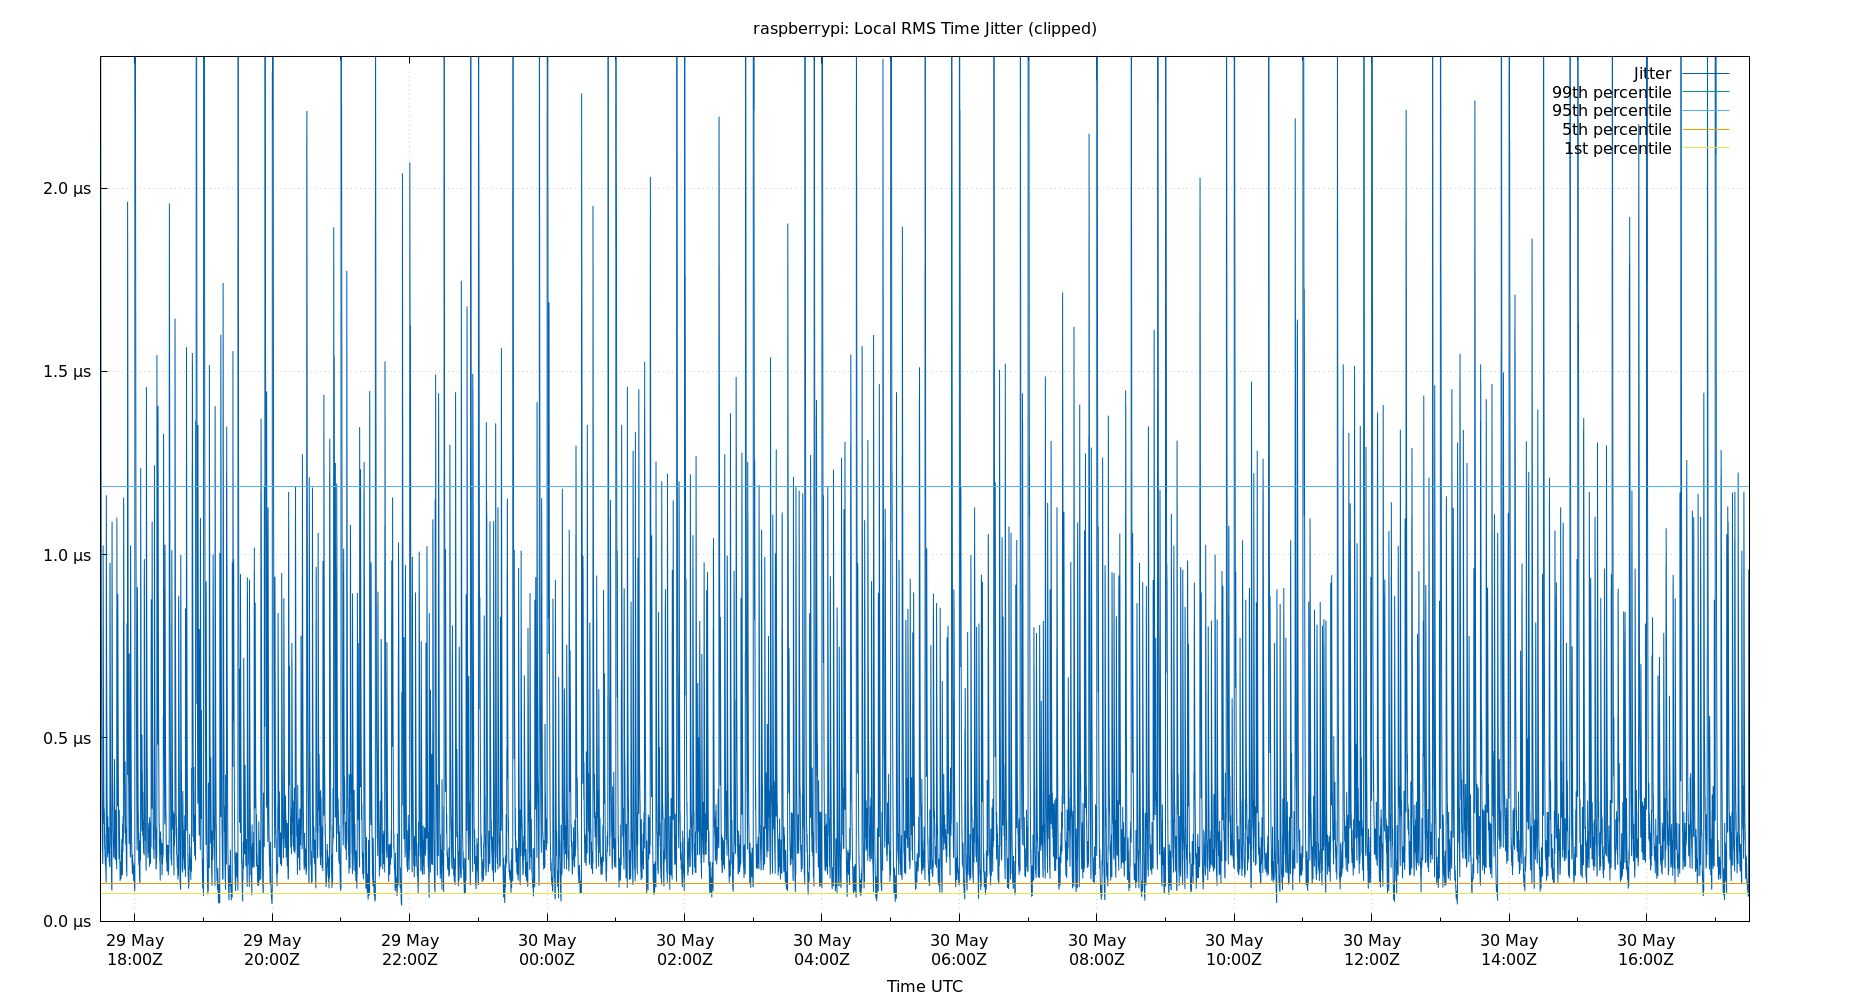 raspberrypi: Local RMS Time Jitter (clipped)
Jitter
99th percentile
95th percentile
5th percentile
1st percentile
2.0 µs
1.5 µs
1.0 µs
0.5 µs
0.0 µs
29 May 29 May 29 May 30 May 30 May 30 May 30 May 30 May 30 May 30 May 30 May 30 May
18:00Z 20:00Z 22:00Z 00:00Z 02:00Z 04:00Z 06:00Z 08:00Z 10:00Z 12:00Z 14:00Z 16:00Z
Time UTC